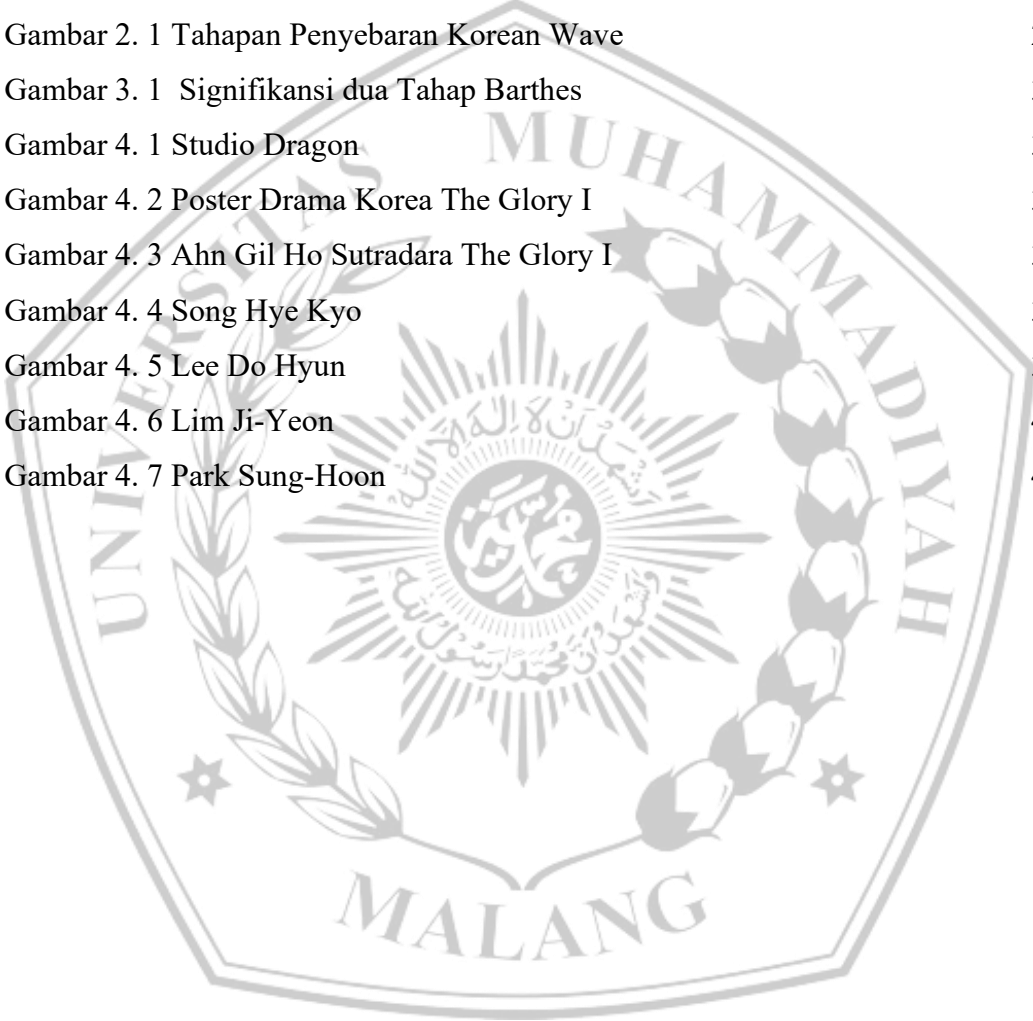 Gambar 2. 1 Tahapan Penyebaran Korean Wave
Gambar 3. 1  Signifikansi dua Tahap Barthes
Gambar 4. 1 Studio Dragon
Gambar 4. 2 Poster Drama Korea The Glory I
Gambar 4. 3 Ahn Gil Ho Sutradara The Glory I
Gambar 4. 4 Song Hye Kyo
Gambar 4. 5 Lee Do Hyun
Gambar 4. 6 Lim Ji-Yeon
Gambar 4. 7 Park Sung-Hoon
UNIVERSITAS MUHAMMADIYAH
MALANG